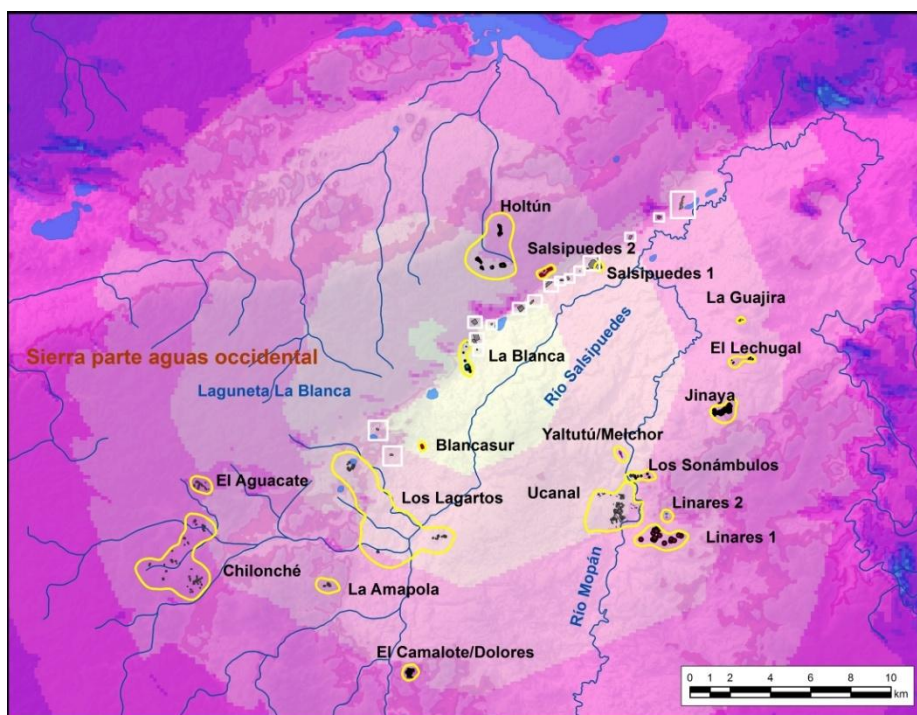 Holtún
Salsipuedes 2
Salsipuedes 1
La Guajira
La Blanca
El Lechugal
Sierra parte aguas occidental
Río Salsipuedes
Laguneta La Blanca
Jinaya
Blancasur
Yaltutú/Melchor
El Aguacate
Los Sonámbulos
Los Lagartos
Ucanal
Linares 2
Linares 1
Chilonché
La Amapola
Río Mopán
El Camalote/Dolores
0 1 2 4 6 8 10
km